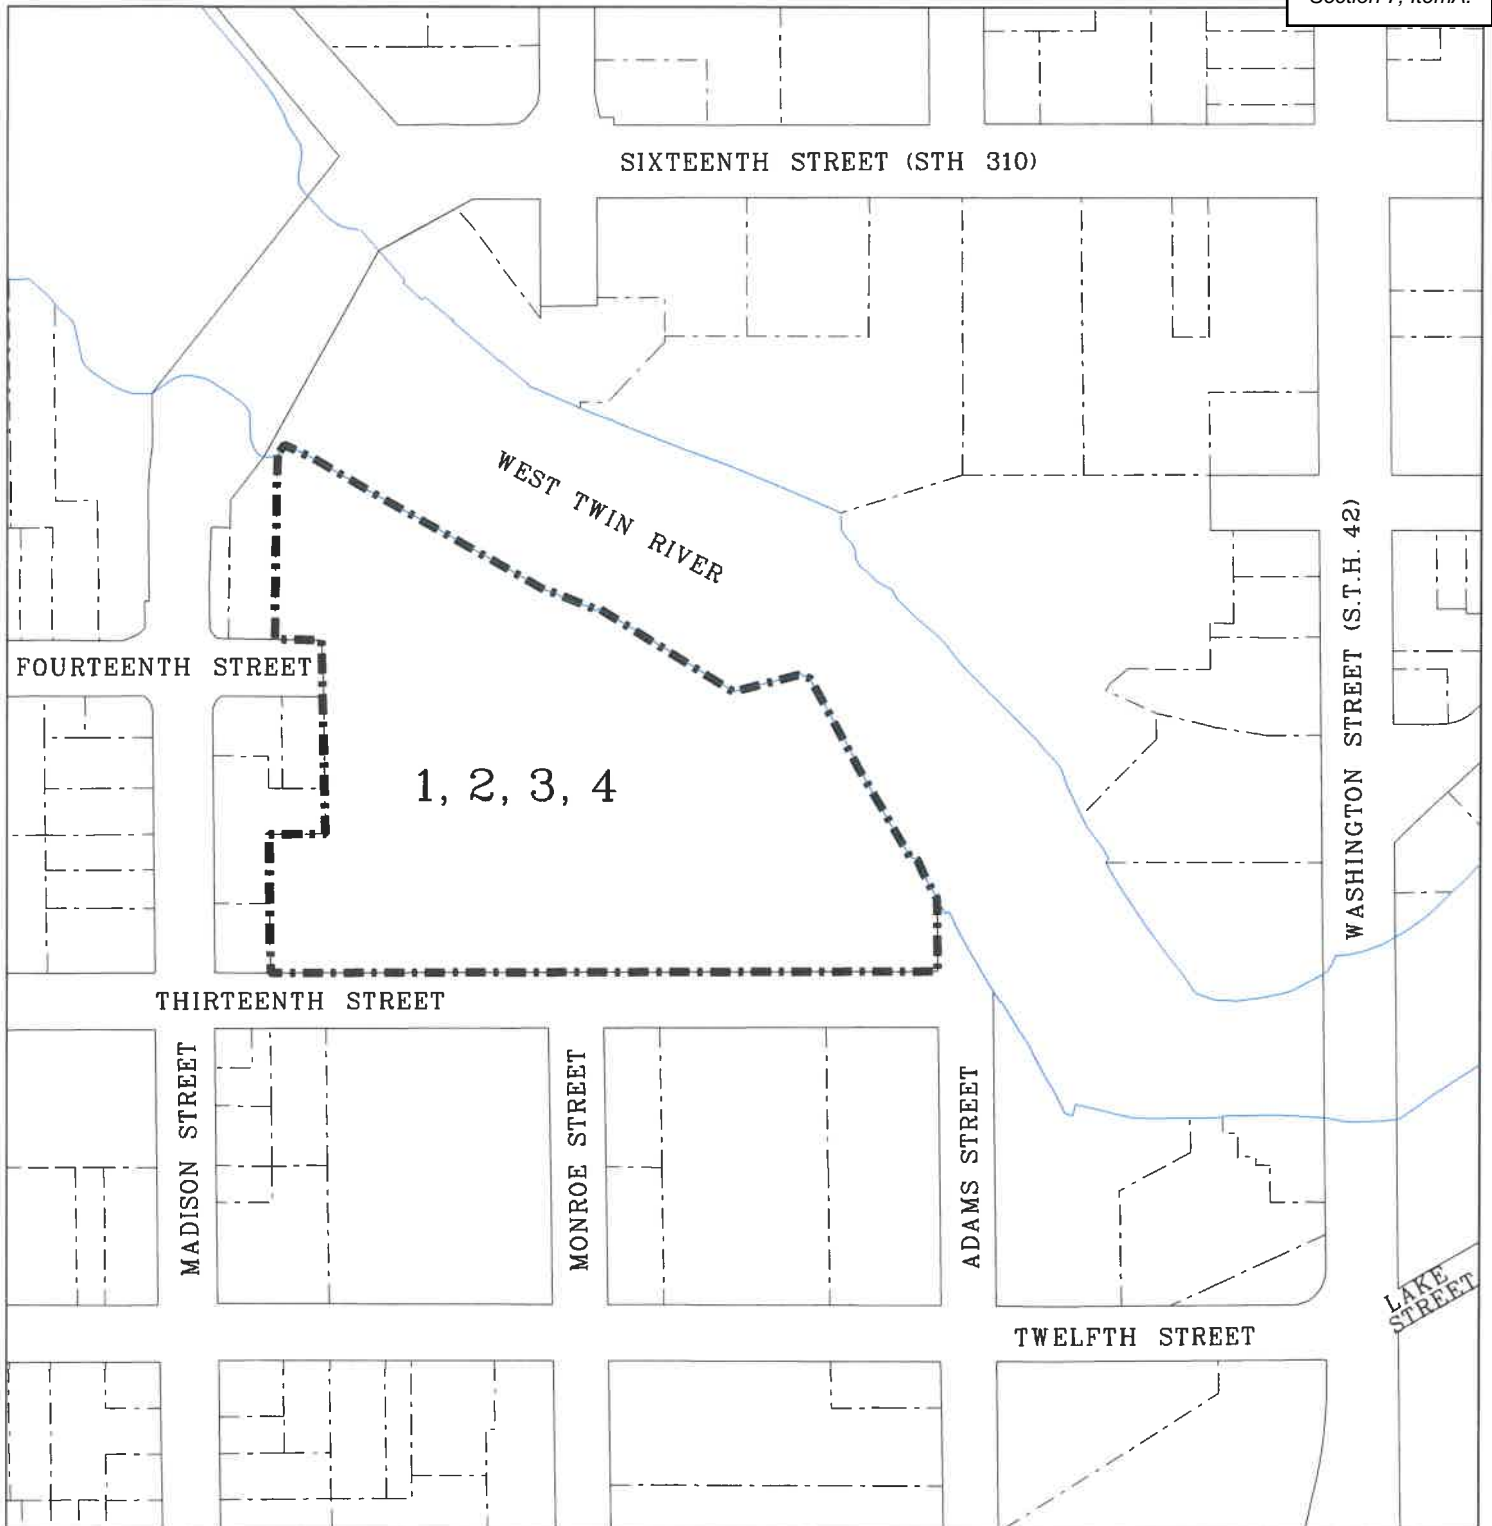 SIXTEENTH STREET (STH 310)
WEST TWIN RIVER
WASHINGTON STREET (S.T.H. 42)
FOURTEENTH STREET
1, 2, 3, 4
THIRTEENTH STREET
MADISON STREET
MONROE STREET
ADAMS STREET
LAKE
STREET
TWELFTH STREET